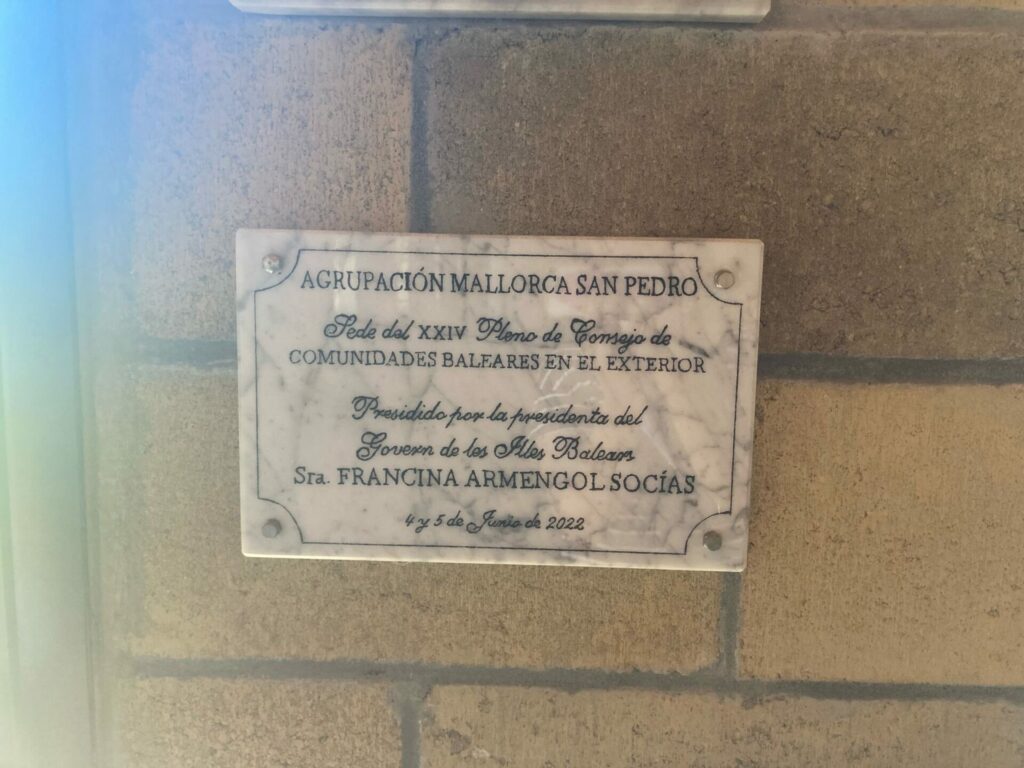 AGRUPACIÓN MALLORCA SAN PEDRO
Sede del XXIV Pleno de Consejo de
COMUNIDADES BALEARES EN EL EXTERIOR
Presidido por la presidenta del
Govern de les Illes Balears
Sra. FRANCINA ARMENGOL SOCÍAS
4 y 5 de Junio de 2022